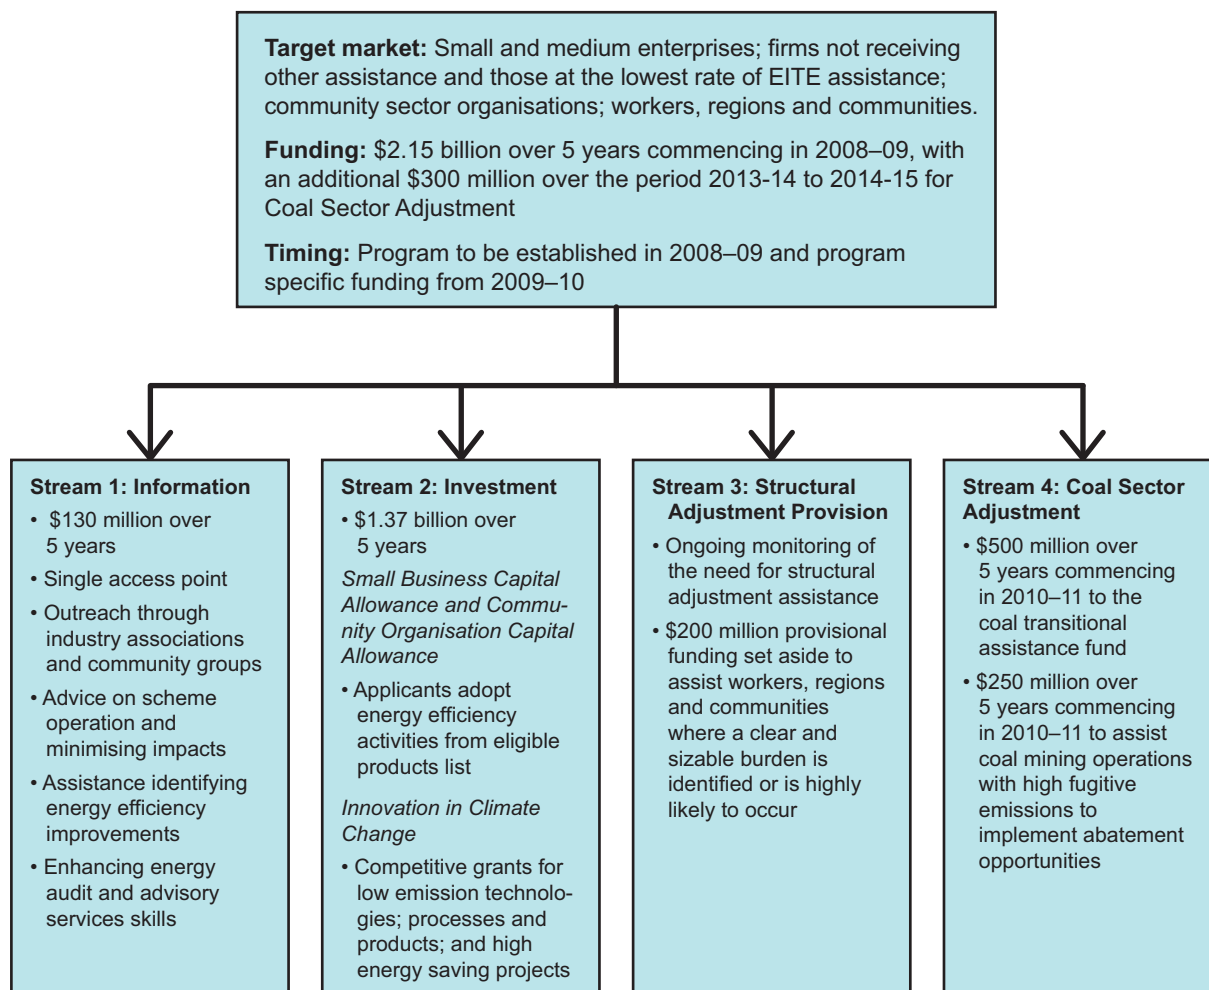 Target market: Small and medium enterprises; firms not receiving
other assistance and those at the lowest rate of EITE assistance;
community sector organisations; workers, regions and communities.
Funding: $2.15 billion over 5 years commencing in 2008–09, with
an additional $300 million over the period 2013-14 to 2014-15 for
Coal Sector Adjustment
Timing: Program to be established in 2008–09 and program
specific funding from 2009–10
Stream 1: Information
• $130 million over
5 years
• Single access point
• Outreach through
industry associations
and community groups
• Advice on scheme
operation and
minimising impacts
• Assistance identifying
energy efficiency
improvements
• Enhancing energy
audit and advisory
services skills
Stream 2: Investment
• $1.37 billion over
5 years
Small Business Capital
Allowance and Commu-
nity Organisation Capital
Allowance
• Applicants adopt
energy efficiency
activities from eligible
products list
Innovation in Climate
Change
• Competitive grants for
low emission technolo-
gies; processes and
products; and high
energy saving projects
Stream 3: Structural
Adjustment Provision
• Ongoing monitoring of
the need for structural
adjustment assistance
• $200 million provisional
funding set aside to
assist workers, regions
and communities
where a clear and
sizable burden is
identified or is highly
likely to occur
Stream 4: Coal Sector
Adjustment
• $500 million over
5 years commencing
in 2010–11 to the
coal transitional
assistance fund
• $250 million over
5 years commencing
in 2010–11 to assist
coal mining operations
with high fugitive
emissions to
implement abatement
opportunities